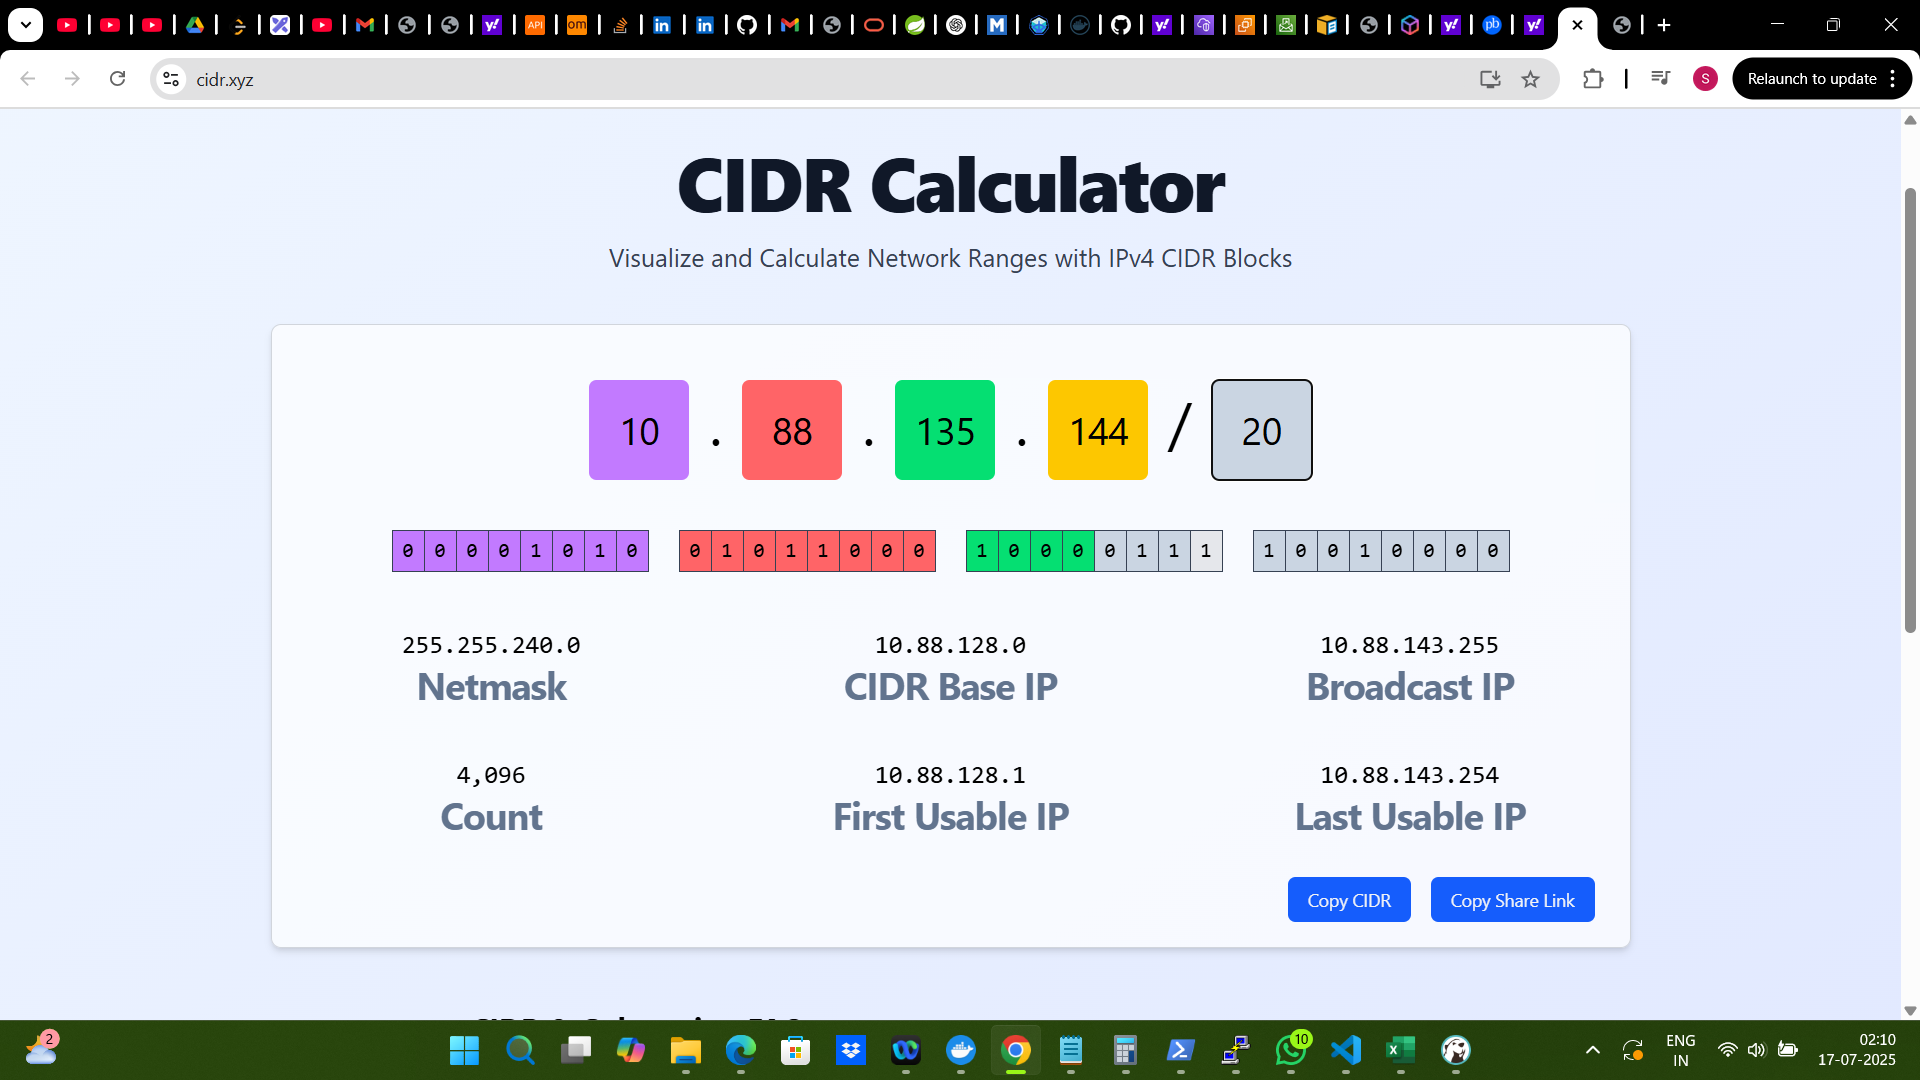 cidr.xyz
S
Relaunch to update
CIDR Calculator
Visualize and Calculate Network Ranges with IPv4 CIDR Blocks
10 . 88 . 135 . 144 / 20
0 0 0 0 1 0 1 0 0 1 0 1 1 0 0 0 1 0 0 0 0 1 1 1 1 0 0 1 0 0 0 0
255.255.240.0 10.88.128.0 10.88.143.255
Netmask CIDR Base IP Broadcast IP
4,096 10.88.128.1 10.88.143.254
Count First Usable IP Last Usable IP
Copy CIDR Copy Share Link
2
10
ENG
IN
02:10
17-07-2025